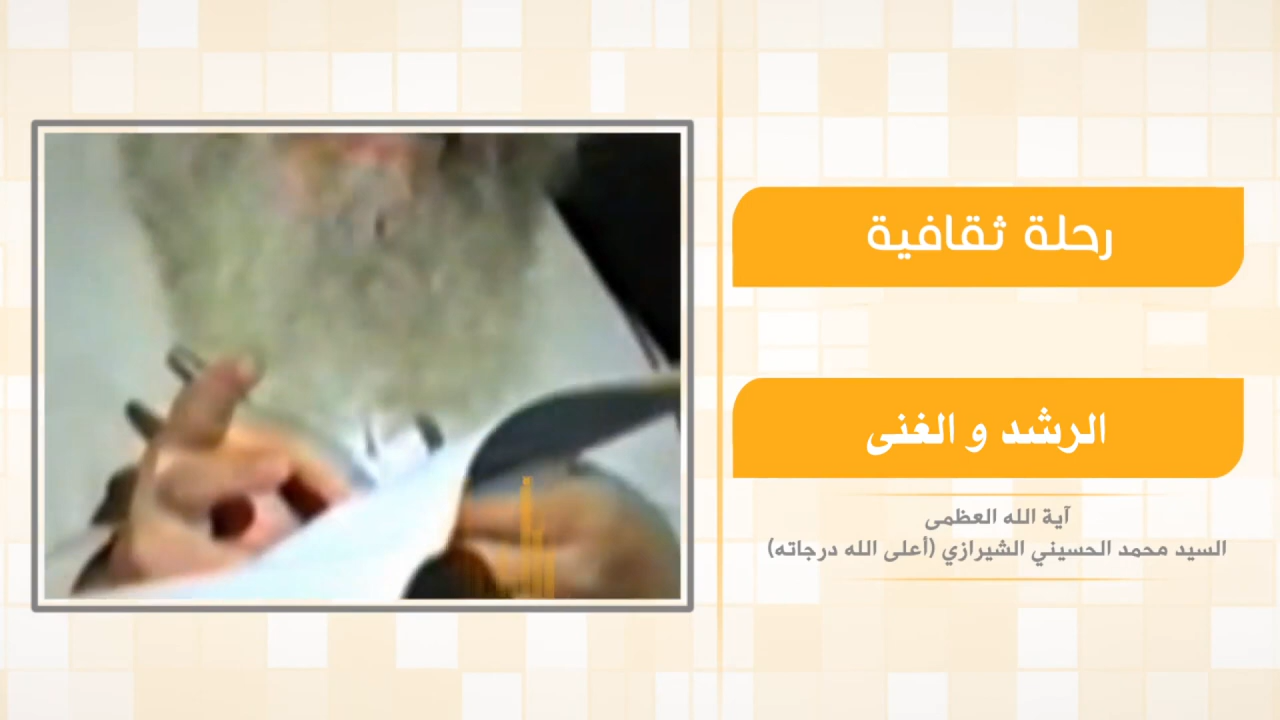 رحلة ثقافية
الرشد و الغنى
آية الله العظمى
السيد محمد الحسيني الشيرازي (أعلى الله درجاته)